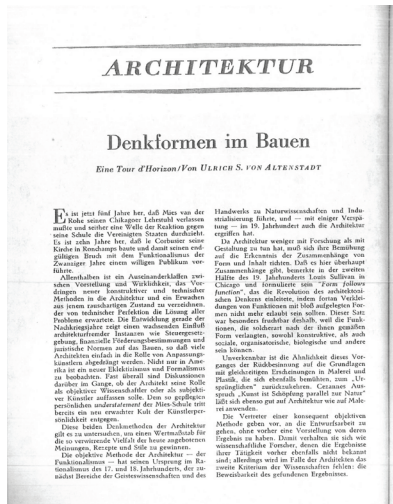 ARCHITEKTUR
Denkformen im Bauen
Eine Tour d'Horizon/Von ULRICH S. VON ALTENSTADT
Es ist jetzt fünf Jahre her, daß Mies van der
Rohe seinen Chikagoer Lehrstuhl verlassen
mußte und seither eine Welle der Reaktion gegen
seine Schule die Vereinigten Staaten durchzieht.
Es ist zehn Jahre her, daß le Corbusier seine
Kirche in Ronchamps baute und damit seinen end-
gültigen Bruch mit dem Funktionalismus der
Zwanziger Jahre einem willigen Publikum vor-
führte.
Allenthalben ist ein Auseinanderklaffen zwi-
schen Vorstellung und Wirklichkeit, das Vor-
dringen neuer konstruktiver und technischer
Methoden in die Architektur und ein Erwachen
aus jenem rauschartigen Zustand zu verzeichnen,
der von technischer Perfektion die Lösung aller
Probleme erwartete. Die Entwicklung gerade der
Nachkriegsjahre zeigt einen wachsenden Einfluß
architekturfremder Instanzen wie Steuergesetz-
gebung, finanzielle Förderungsbestimmungen und
juristische Normen auf das Bauen, so daß viele
Architekten einfach in die Rolle von Anpassungs-
künstlern abgedrängt werden. Nicht nur in Ame-
rika ist ein neuer Eklektizismus und Formalismus
zu beobachten. Fast überall sind Diskussionen
darüber im Gange, ob der Architekt seine Rolle
als objektiver Wissenschaftler oder als subjekti-
ver Künstler auffassen solle. Dem so gepflegten
persönlichen understatement der Mies-Schule tritt
bereits ein neu erwachter Kult der Künstlerper-
sönlichkeit entgegen.
Diese beiden Denkmethoden der Architektur
gilt es zu untersuchen, um einen Wertmaßstab für
die so verwirrende Vielfalt der heute angebotenen
Meinungen, Rezepte und Stile zu gewinnen.
Die objektive Methode der Architektur — der
Funktionalismus — hat seinen Ursprung im Ra-
tionalismus des 17. und 18. Jahrhunderts, der zu-
nächst Bereiche der Geisteswissenschaften und des
Handwerks zu Naturwissenschaften und Indu-
strialisierung führte, und — mit einiger Verspä-
tung — im 19. Jahrhundert auch die Architektur
ergriffen hat.
Da Architektur weniger mit Forschung als mit
Gestaltung zu tun hat, muß sich ihre Bemühung
auf die Erkenntnis der Zusammenhänge von
Form und Inhalt richten. Daß es hier überhaupt
Zusammenhänge gibt, bemerkte in der zweiten
Hälfte des 19. Jahrhunderts Louis Sullivan in
Chicago und formulierte sein "Form follows
function", das die Revolution des architektoni-
schen Denkens einleitete, indem fortan Verklei-
dungen von Funktionen mit bloß aufgelegten For-
men nicht mehr erlaubt sein sollten. Dieser Satz
war besonders fruchtbar deshalb, weil die Funk-
tionen, die solcherart nach der ihnen gemäßen
Form verlangten, sowohl konstruktive, als auch
soziale, organisatorische, biologische und andere
sein können.
Unverkennbar ist die Ähnlichkeit dieses Vor-
ganges der Rückbesinnung auf die Grundlagen
mit gleichzeitigen Erscheinungen in Malerei und
Plastik, die sich ebenfalls bemühten, zum „Ur-
sprünglichen" zurückzukehren. Cezannes Aus-
spruch „Kunst ist Schöpfung parallel zur Natur"
läßt sich ebenso gut auf Architektur wie auf Male-
rei anwenden.
Die Vertreter einer konsequent objektiven
Methode geben vor, an die Entwurfsarbeit zu
gehen, ohne vorher eine Vorstellung von deren
Ergebnis zu haben. Damit verhalten sie sich wie
wissenschaftliche Forscher, denen die Ergebnisse
ihrer Tätigkeit vorher ebenfalls nicht bekannt
sind; allerdings wird im Falle der Architekten das
zweite Kriterium der Wissenschaften fehlen: die
Beweisbarkeit des gefundenen Ergebnisses.